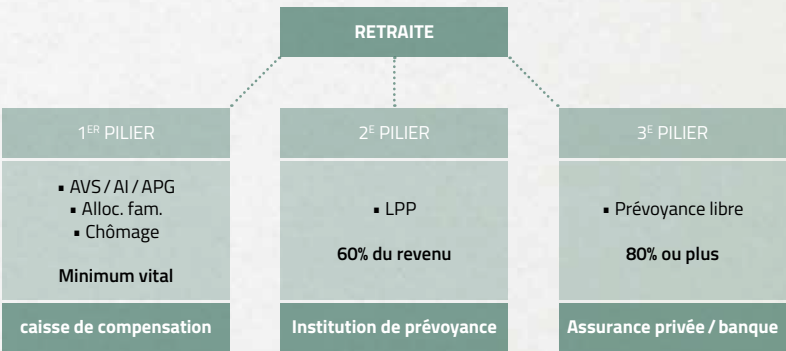 RETRAITE
1ER PILIER
▪ AVS / AI / APG
▪ Alloc. fam.
▪ Chômage
Minimum vital
caisse de compensation
2E PILIER
▪ LPP
60% du revenu
Institution de prévoyance
3E PILIER
▪ Prévoyance libre
80% ou plus
Assurance privée / banque